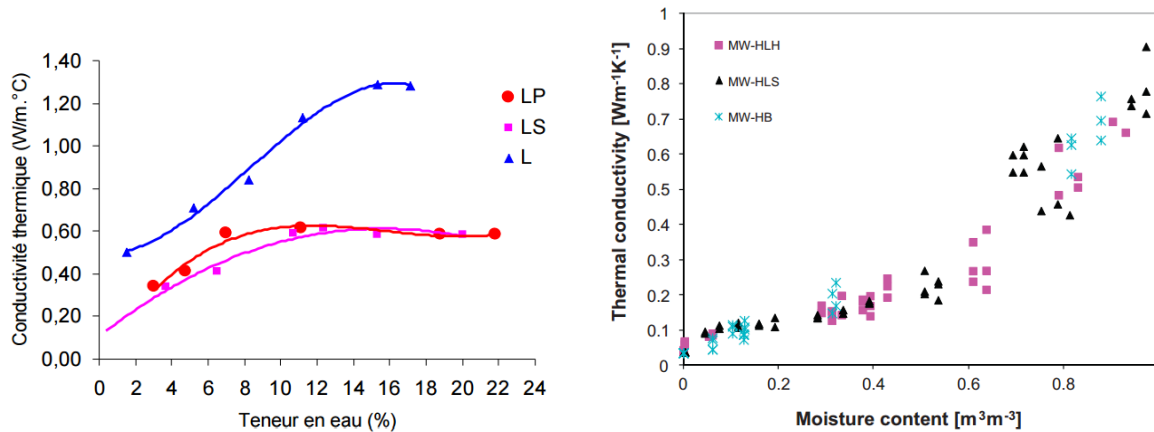 Conductivité thermique (W/m.°C)
1,40
1,20
1,00
0,80
0,60
0,40
0,20
0,00
0 2 4 6 8 10 12 14 16 18 20 22 24
Teneur en eau (%)
LP
LS
L
Thermal conductivity [Wm⁻¹K⁻¹]
1
0.9
0.8
0.7
0.6
0.5
0.4
0.3
0.2
0.1
0
0 0.2 0.4 0.6 0.8
Moisture content [m³m⁻³]
MW-HLH
MW-HLS
MW-HB